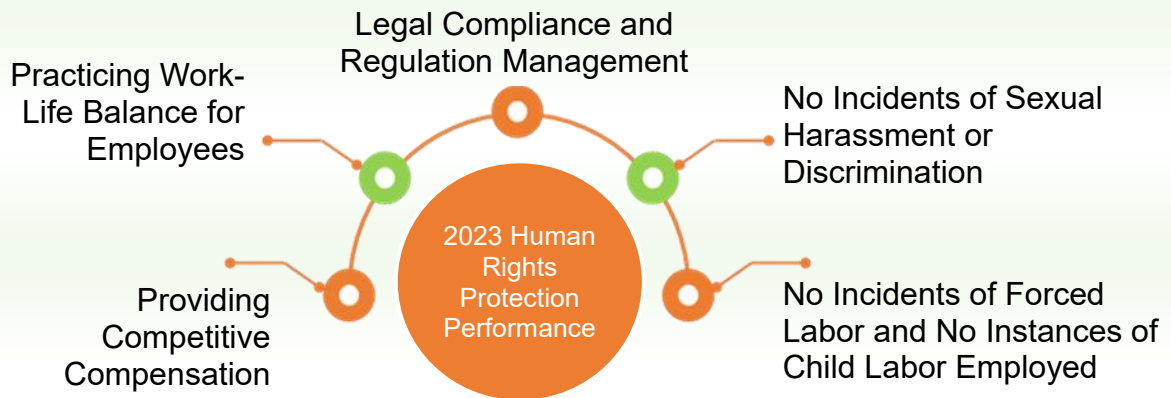 Legal Compliance and
Regulation Management
Practicing Work-
Life Balance for
Employees
No Incidents of Sexual
Harassment or
Discrimination
2023 Human
Rights
Protection
Performance
Providing
Competitive
Compensation
No Incidents of Forced
Labor and No Instances of
Child Labor Employed